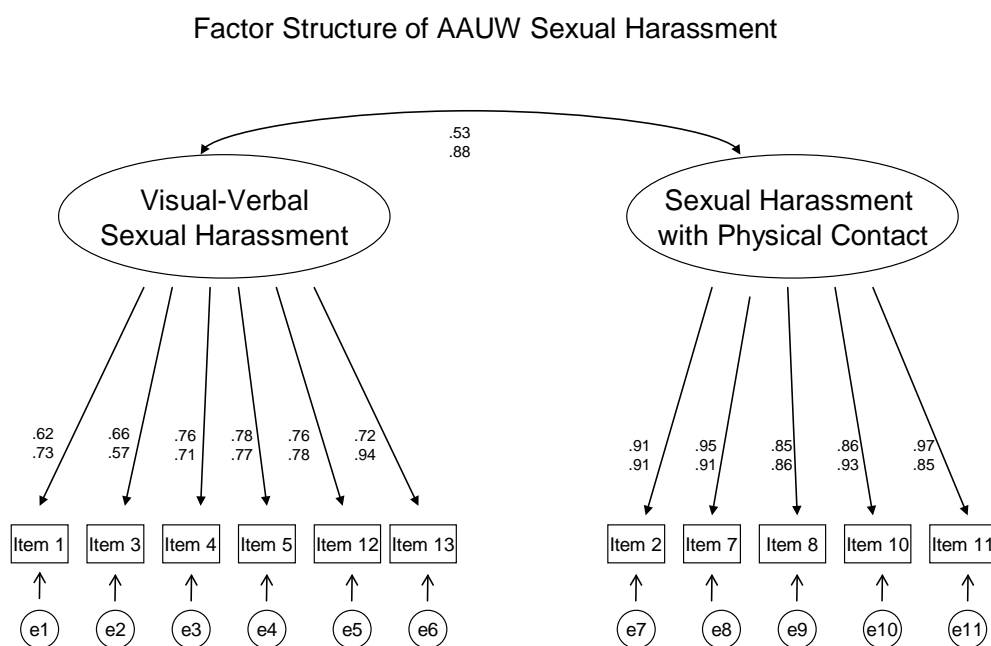 Factor Structure of AAUW Sexual Harassment
.53
.88
Visual-Verbal
Sexual Harassment
Sexual Harassment
with Physical Contact
.62 .66 .76 .78 .76 .72
.73 .57 .71 .77 .78 .94
.91 .95 .85 .86 .97
.91 .91 .86 .93 .85
Item 1 Item 3 Item 4 Item 5 Item 12 Item 13
Item 2 Item 7 Item 8 Item 10 Item 11
e1 e2 e3 e4 e5 e6
e7 e8 e9 e10 e11